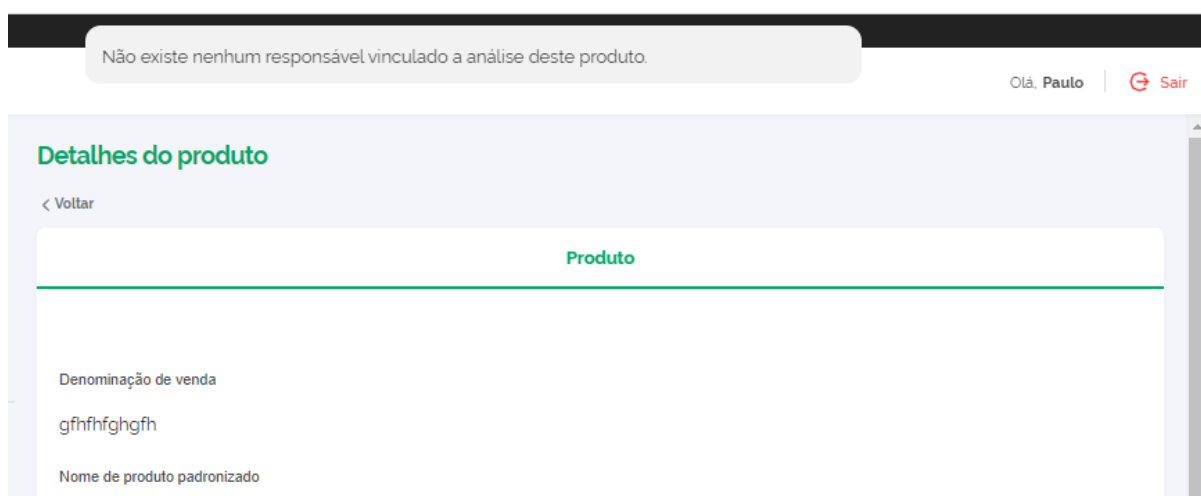 Não existe nenhum responsável vinculado a análise deste produto.
Olá, Paulo
Sair
Detalhes do produto
Voltar
Produto
Denominação de venda
gfhfhfghgfh
Nome de produto padronizado